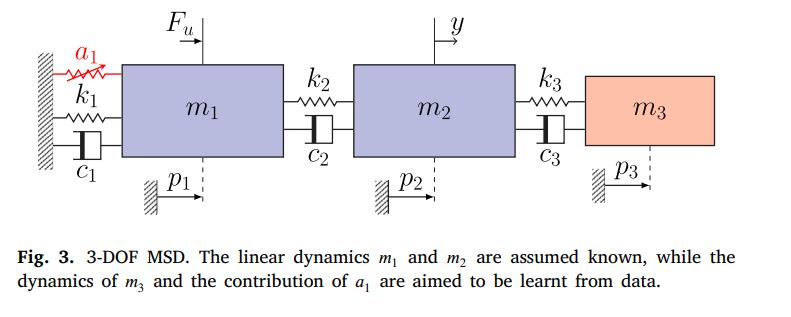 F_u y
a_1
k_1 k_2 k_3
m_1 m_2 m_3
c_1 c_2 c_3
p_1 p_2 p_3
Fig. 3. 3-DOF MSD. The linear dynamics m_1 and m_2 are assumed known, while the
dynamics of m_3 and the contribution of a_1 are aimed to be learnt from data.